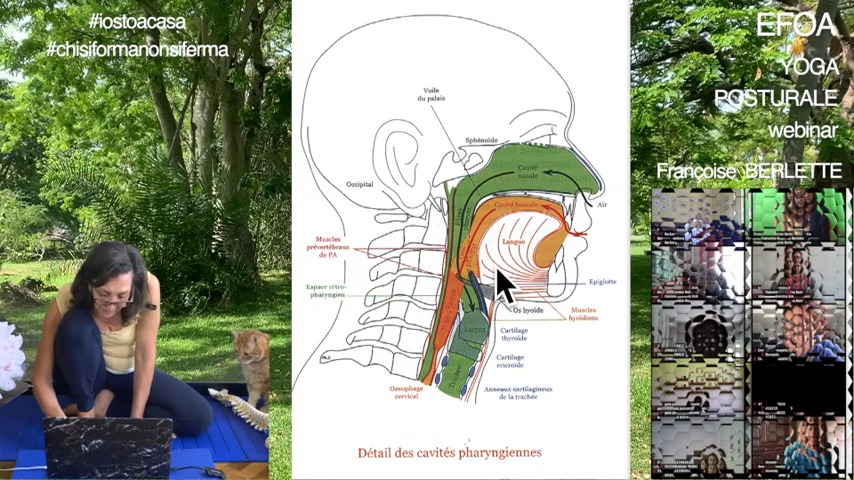 #iostoacasa
#chisiformanonsiferma
EFOA
YOGA
POSTURALE
webinar
Françoise BERLETTE
Voile
du palais
Sphénoïde
Cavité
nasale
Occipital
Air
Cavité buccale
Langue
Muscles
prévertébraux
de PA
Espace rétro-
pharyngien
Epiglotte
Os hyoïde
Muscles
hyoïdiens
Larynx
Cartilage
thyroïde
Cartilage
cricroïde
Trachée
Oesophage
cervical
Anneaux cartilagineux
de la trachée
Détail des cavités pharyngiennes